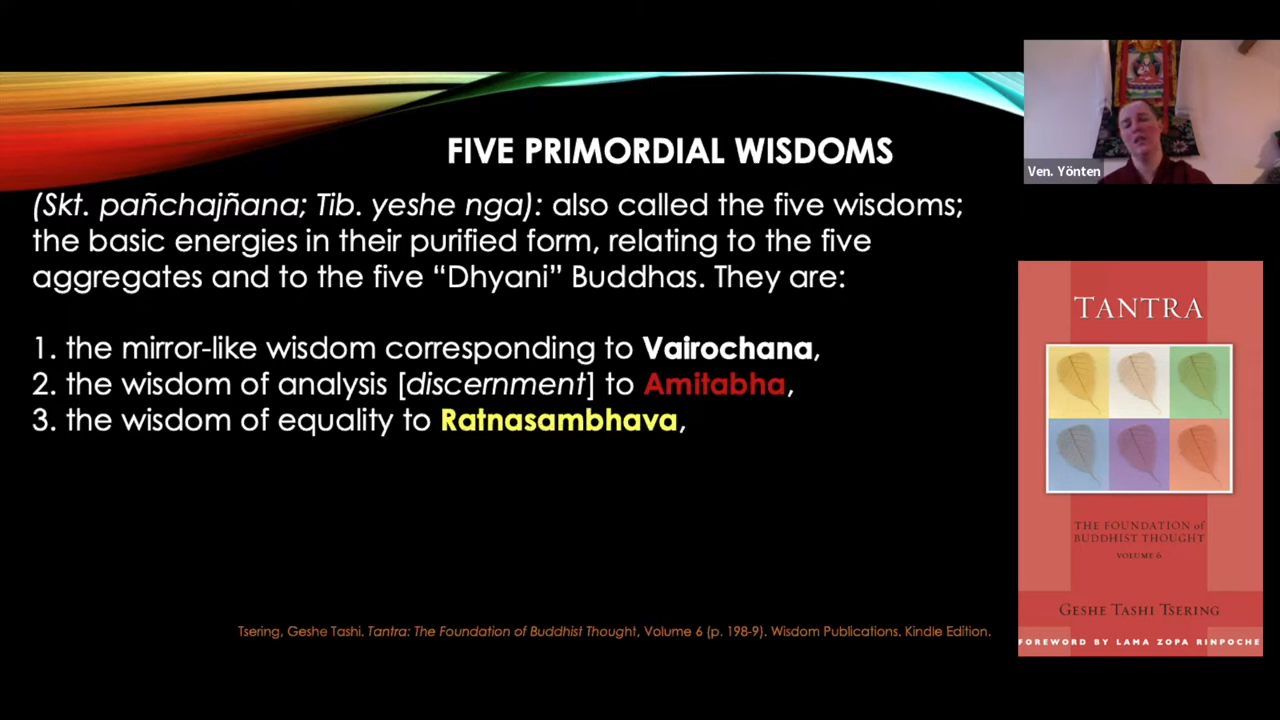 FIVE PRIMORDIAL WISDOMS
(Skt. pañchajñana; Tib. yeshe nga): also called the five wisdoms;
the basic energies in their purified form, relating to the five
aggregates and to the five “Dhyani” Buddhas. They are:
1. the mirror-like wisdom corresponding to Vairochana,
2. the wisdom of analysis [discernment] to Amitabha,
3. the wisdom of equality to Ratnasambhava,
Tsering, Geshe Tashi. Tantra: The Foundation of Buddhist Thought, Volume 6 (p. 198-9). Wisdom Publications. Kindle Edition.
Ven. Yönten
TANTRA
THE FOUNDATION of
BUDDHIST THOUGHT
VOLUME 6
GESHE TASHI TSERING
FOREWORD BY LAMA ZOPA RINPOCHE